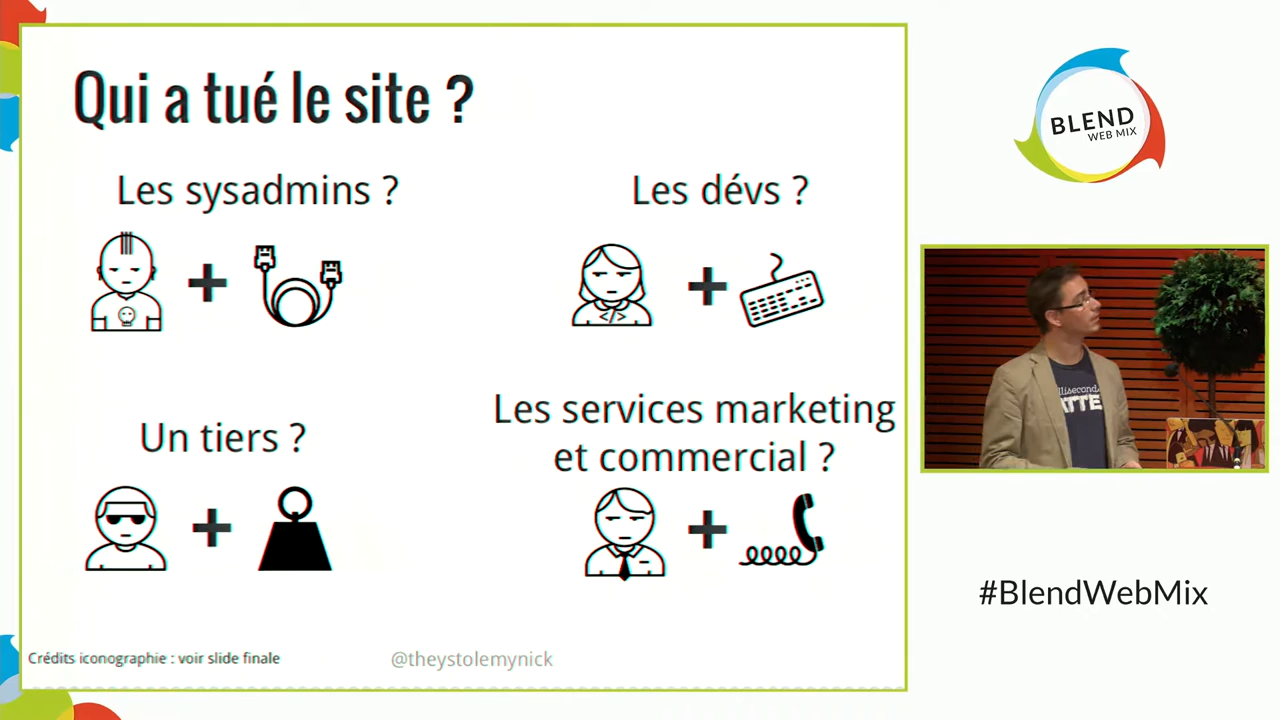 Qui a tué le site ?
Les sysadmins ?
Les dévs ?
Un tiers ?
Les services marketing
et commercial ?
Crédits iconographie : voir slide finale
@theystolemynick
BLEND
WEB MIX
#BlendWebMix